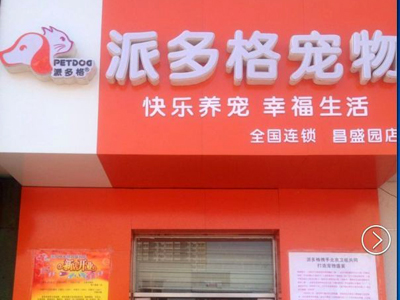 PETDOG
派多格®
派多格宠物
快乐养宠 幸福生活
全国连锁 昌盛园店